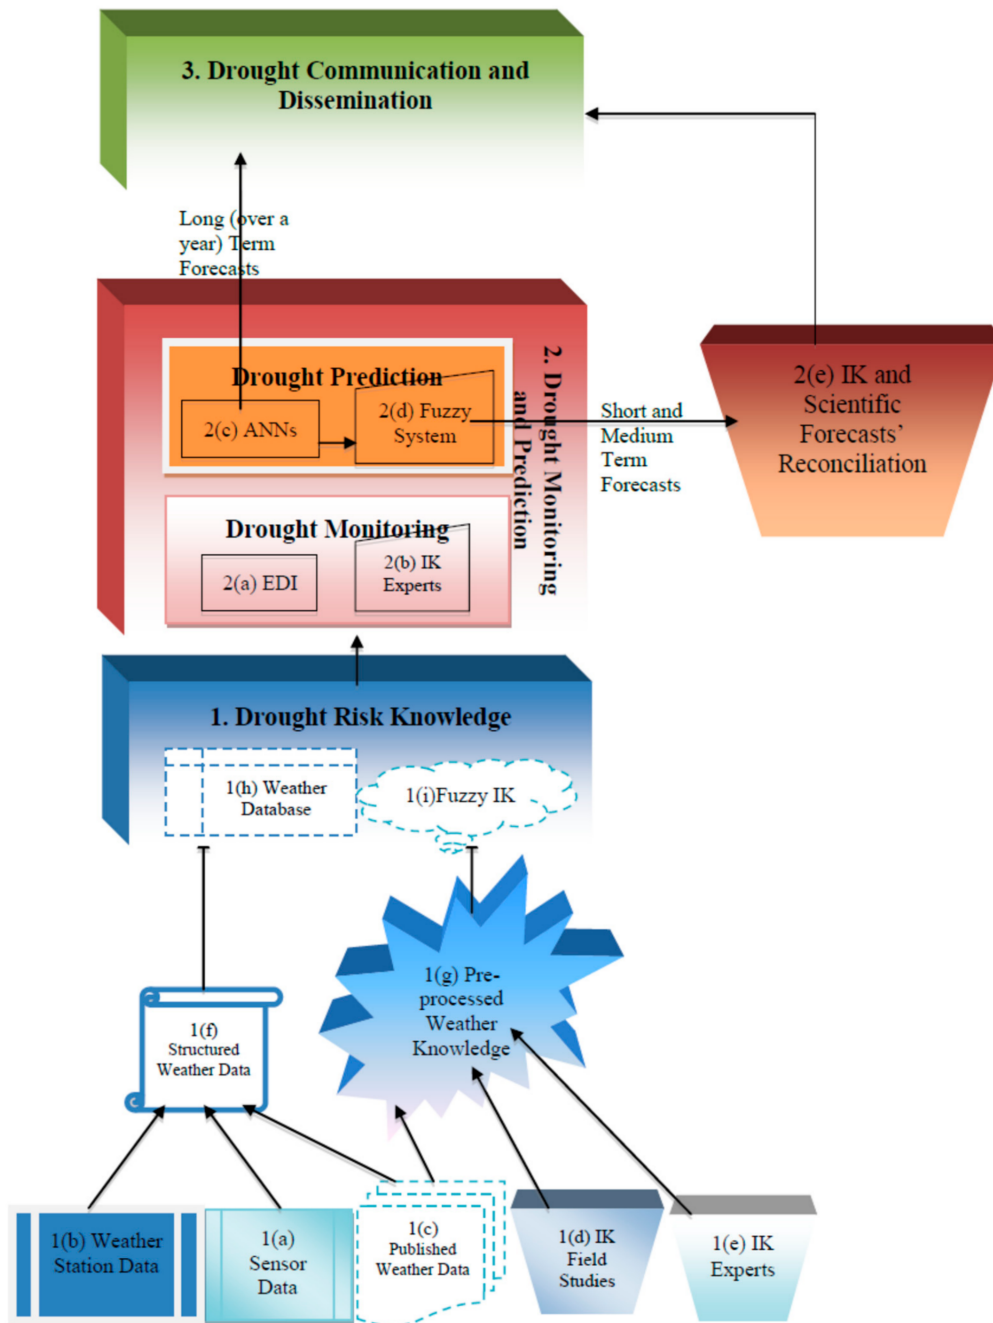 3. Drought Communication and
Dissemination
Long (over a
year) Term
Forecasts
Drought Prediction
2(c) ANNs
2(d) Fuzzy
System
2. Drought Monitoring
and Prediction
Short and
Medium
Term
Forecasts
2(e) IK and
Scientific
Forecasts’
Reconciliation
Drought Monitoring
2(a) EDI
2(b) IK
Experts
1. Drought Risk Knowledge
1(h) Weather
Database
1(i)Fuzzy IK
1(g) Pre-
processed
Weather
Knowledge
1(f)
Structured
Weather Data
1(b) Weather
Station Data
1(a)
Sensor
Data
1(c)
Published
Weather Data
1(d) IK
Field
Studies
1(e) IK
Experts